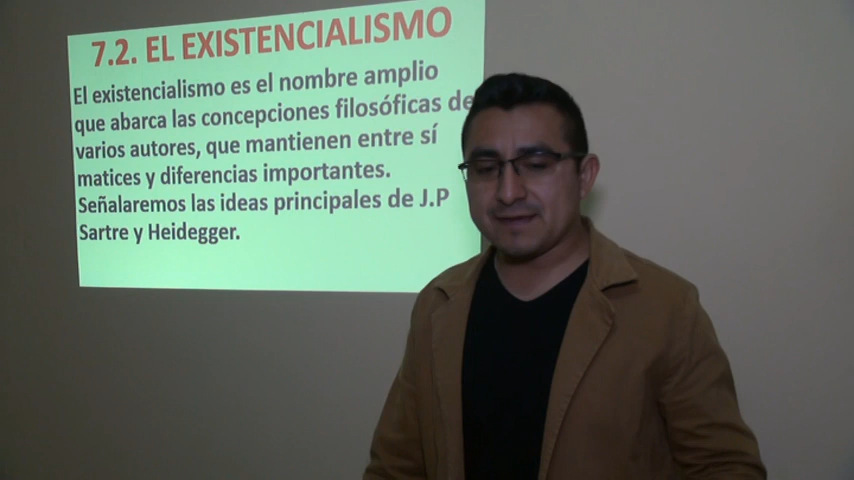 7.2. EL EXISTENCIALISMO
El existencialismo es el nombre amplio
que abarca las concepciones filosóficas de
varios autores, que mantienen entre sí
matices y diferencias importantes.
Señalaremos las ideas principales de J.P
Sartre y Heidegger.